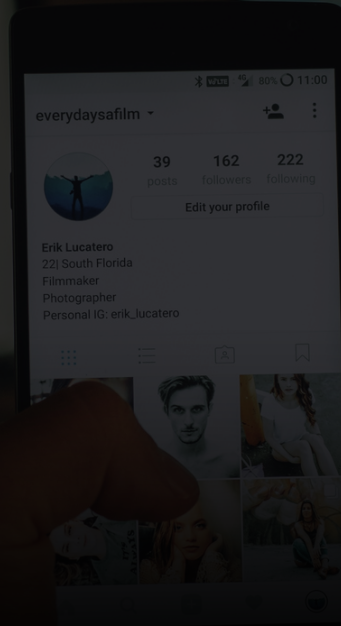 4G 80% 11:00
everydaysafilm
39 162 222
posts followers following
Edit your profile
Erik Lucatero
22| South Florida
Filmmaker
Photographer
Personal IG: erik_lucatero